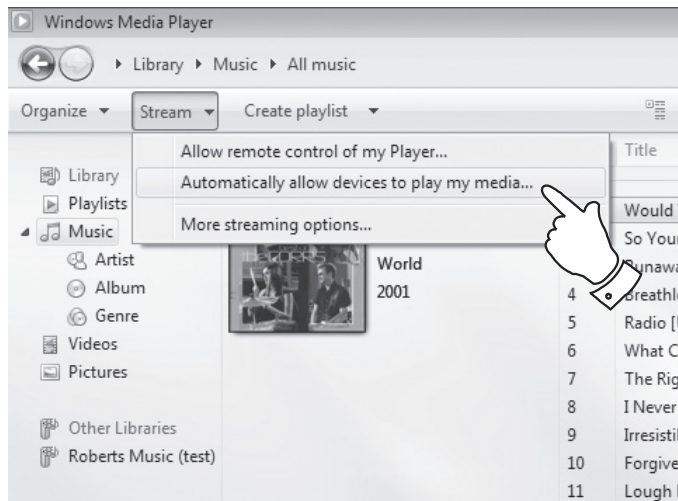 Windows Media Player
Library ▸ Music ▸ All music
Organize Stream Create playlist
Allow remote control of my Player...
Automatically allow devices to play my media...
More streaming options...
Library
Playlists
Music
Artist
Album
Genre
Videos
Pictures
Other Libraries
Roberts Music (test)
the CORRS
World
2001
Title
Would
So You
4
5 Radio [
6 What C
7 The Rig
8 I Never
9
10
11 Lough